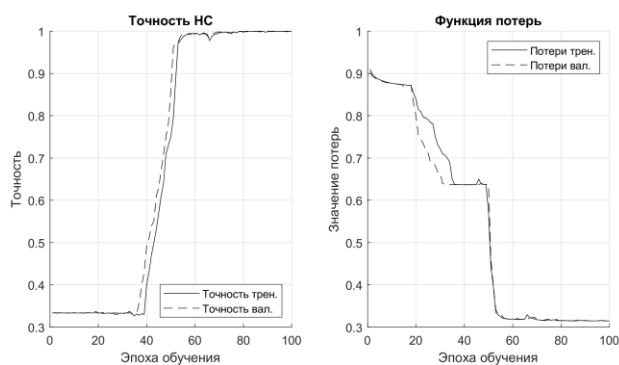 Точность НС
1
0.9
0.8
0.7
0.6
0.5
0.4
0.3
Точность
Точность трен.
Точность вал.
0 20 40 60 80 100
Эпоха обучения
Функция потерь
1
0.9
0.8
0.7
0.6
0.5
0.4
0.3
Значение потерь
Потери трен.
Потери вал.
0 20 40 60 80 100
Эпоха обучения